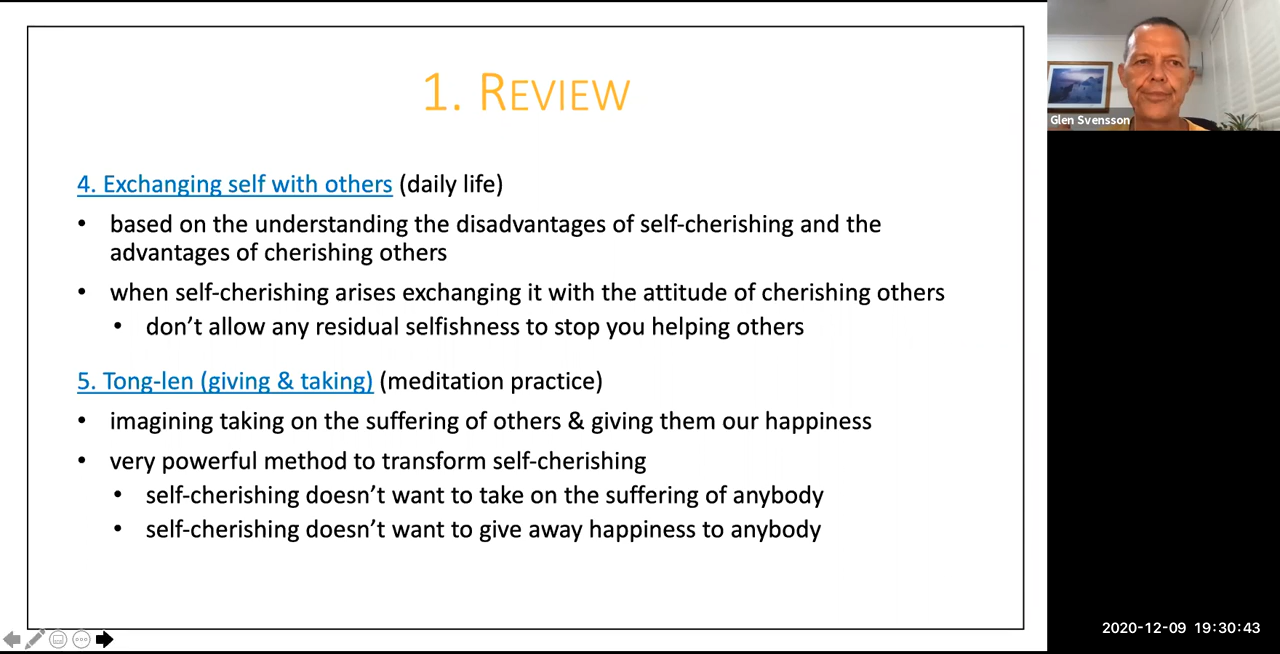 1. REVIEW
4. Exchanging self with others (daily life)
• based on the understanding the disadvantages of self-cherishing and the
advantages of cherishing others
• when self-cherishing arises exchanging it with the attitude of cherishing others
• don’t allow any residual selfishness to stop you helping others
5. Tong-len (giving & taking) (meditation practice)
• imagining taking on the suffering of others & giving them our happiness
• very powerful method to transform self-cherishing
• self-cherishing doesn’t want to take on the suffering of anybody
• self-cherishing doesn’t want to give away happiness to anybody
Glen Svensson
2020-12-09 19:30:43